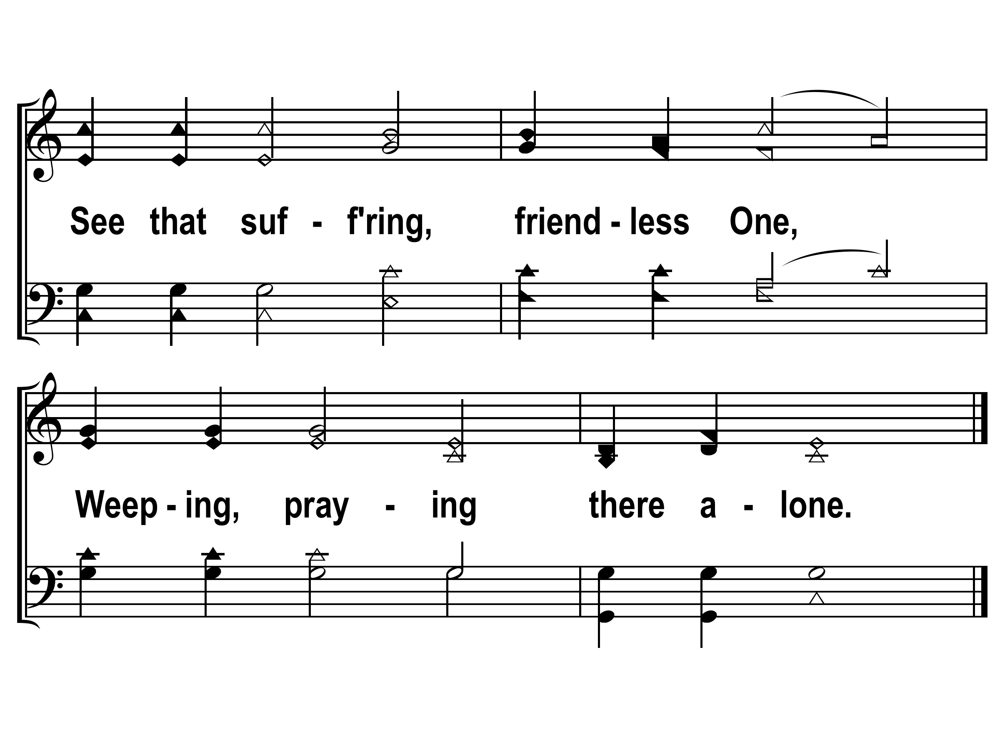 See that suf - f'ring, friend - less One,
Weep - ing, pray - ing there a - lone.